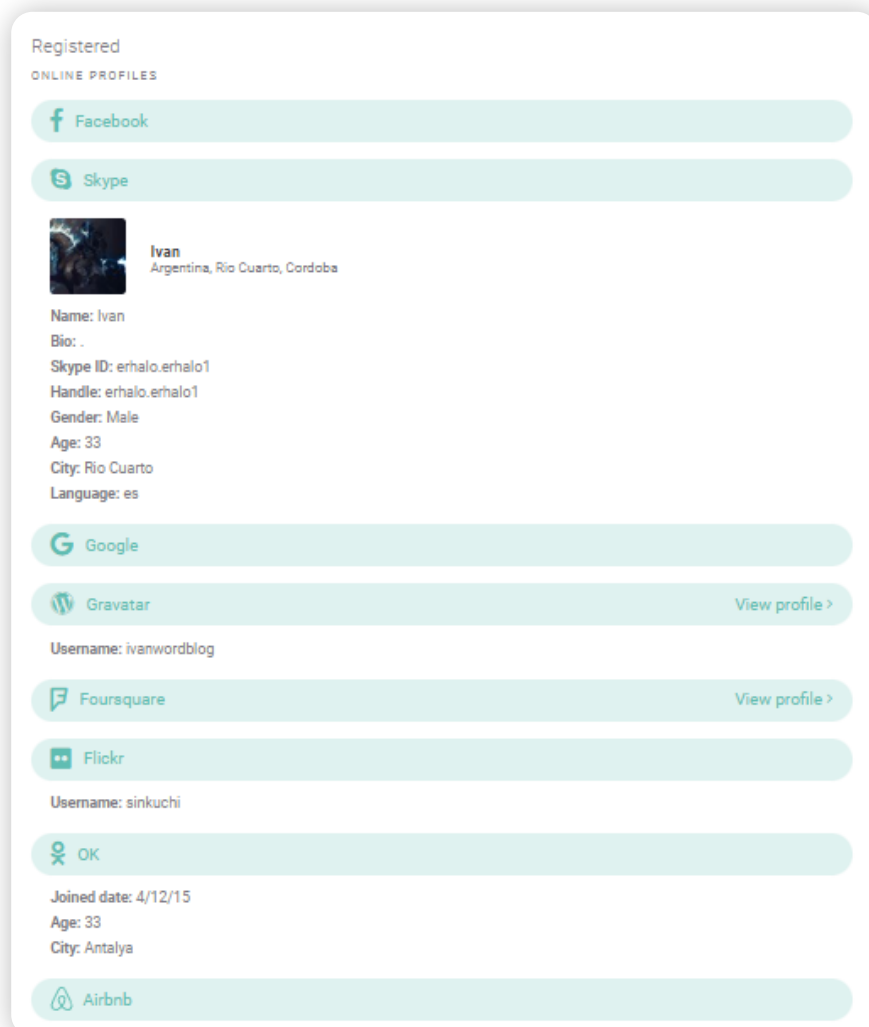 Registered
ONLINE PROFILES
Facebook
Skype
Ivan
Argentina, Rio Cuarto, Cordoba
Name: Ivan
Bio: .
Skype ID: erhalo.erhalo1
Handle: erhalo.erhalo1
Gender: Male
Age: 33
City: Rio Cuarto
Language: es
Google
Gravatar View profile >
Username: ivanwordblog
Foursquare View profile >
Flickr
Username: sinkuchi
OK
Joined date: 4/12/15
Age: 33
City: Antalya
Airbnb